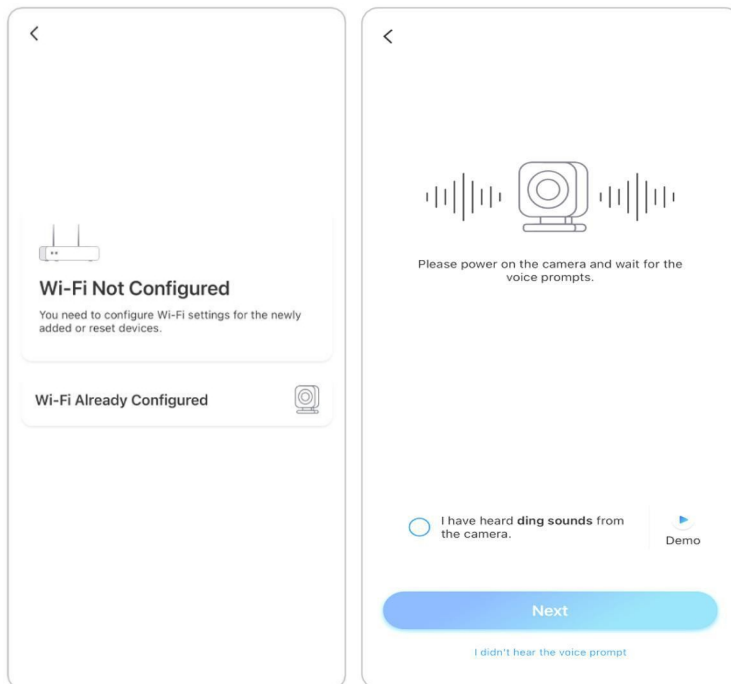 Wi-Fi Not Configured
You need to configure Wi-Fi settings for the newly
added or reset devices.
Wi-Fi Already Configured
Please power on the camera and wait for the
voice prompts.
I have heard ding sounds from
the camera.
Demo
Next
I didn't hear the voice prompt